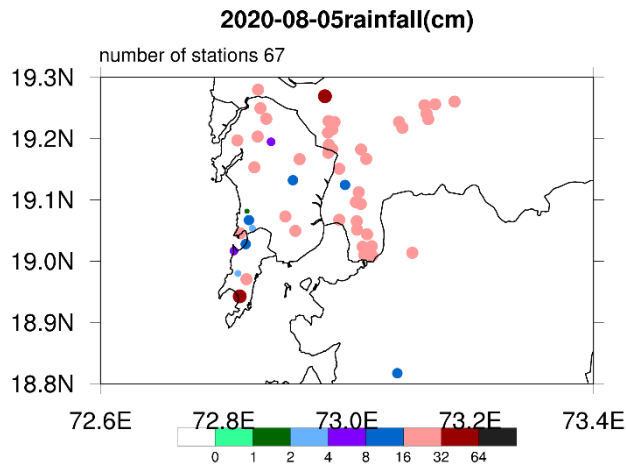 2020-08-05rainfall(cm)
number of stations 67
19.3N
19.2N
19.1N
19.0N
18.9N
18.8N
72.6E 72.8E 73.0E 73.2E 73.4E
0 1 2 4 8 16 32 64